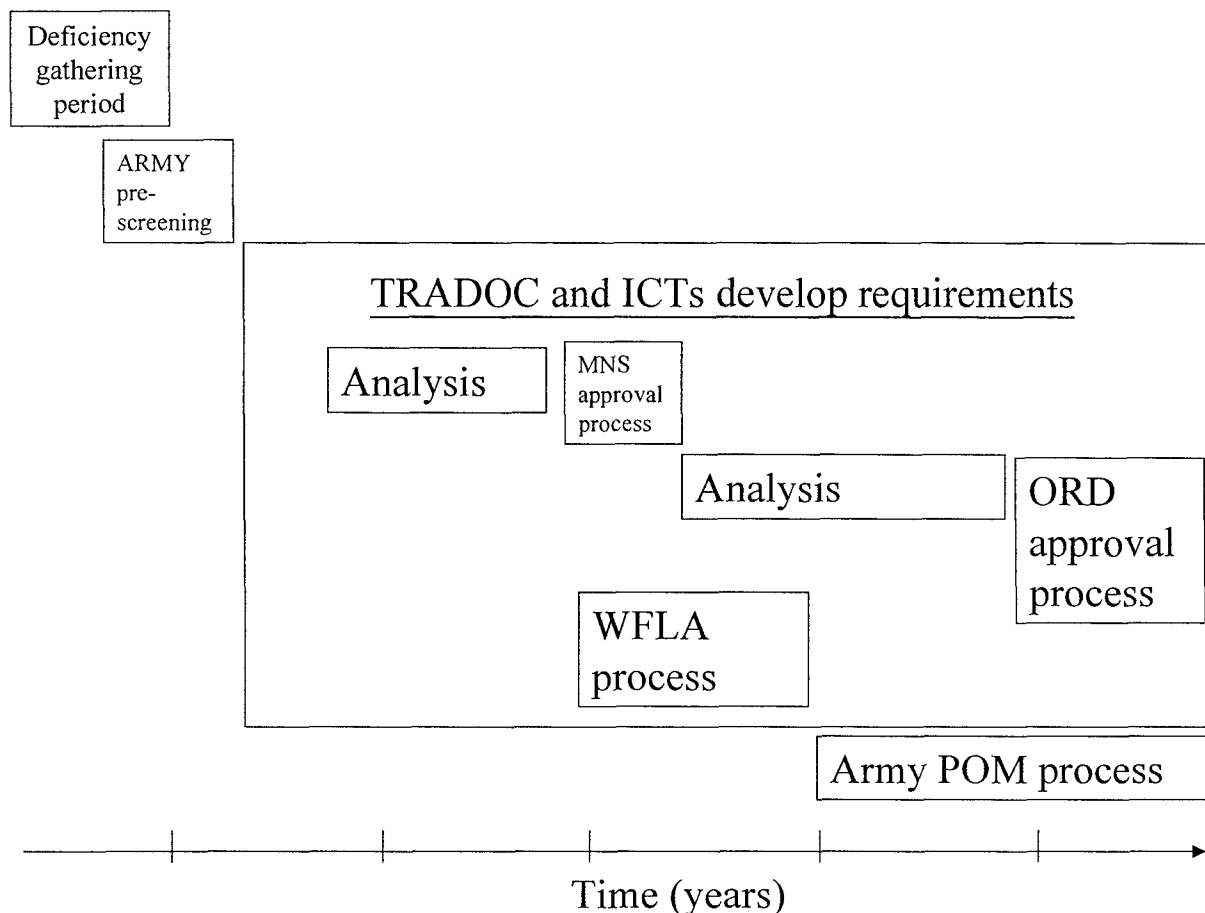 Deficiency
gathering
period
ARMY
pre-
screening
TRADOC and ICTs develop requirements
Analysis
MNS
approval
process
Analysis
ORD
approval
process
WFLA
process
Army POM process
Time (years)